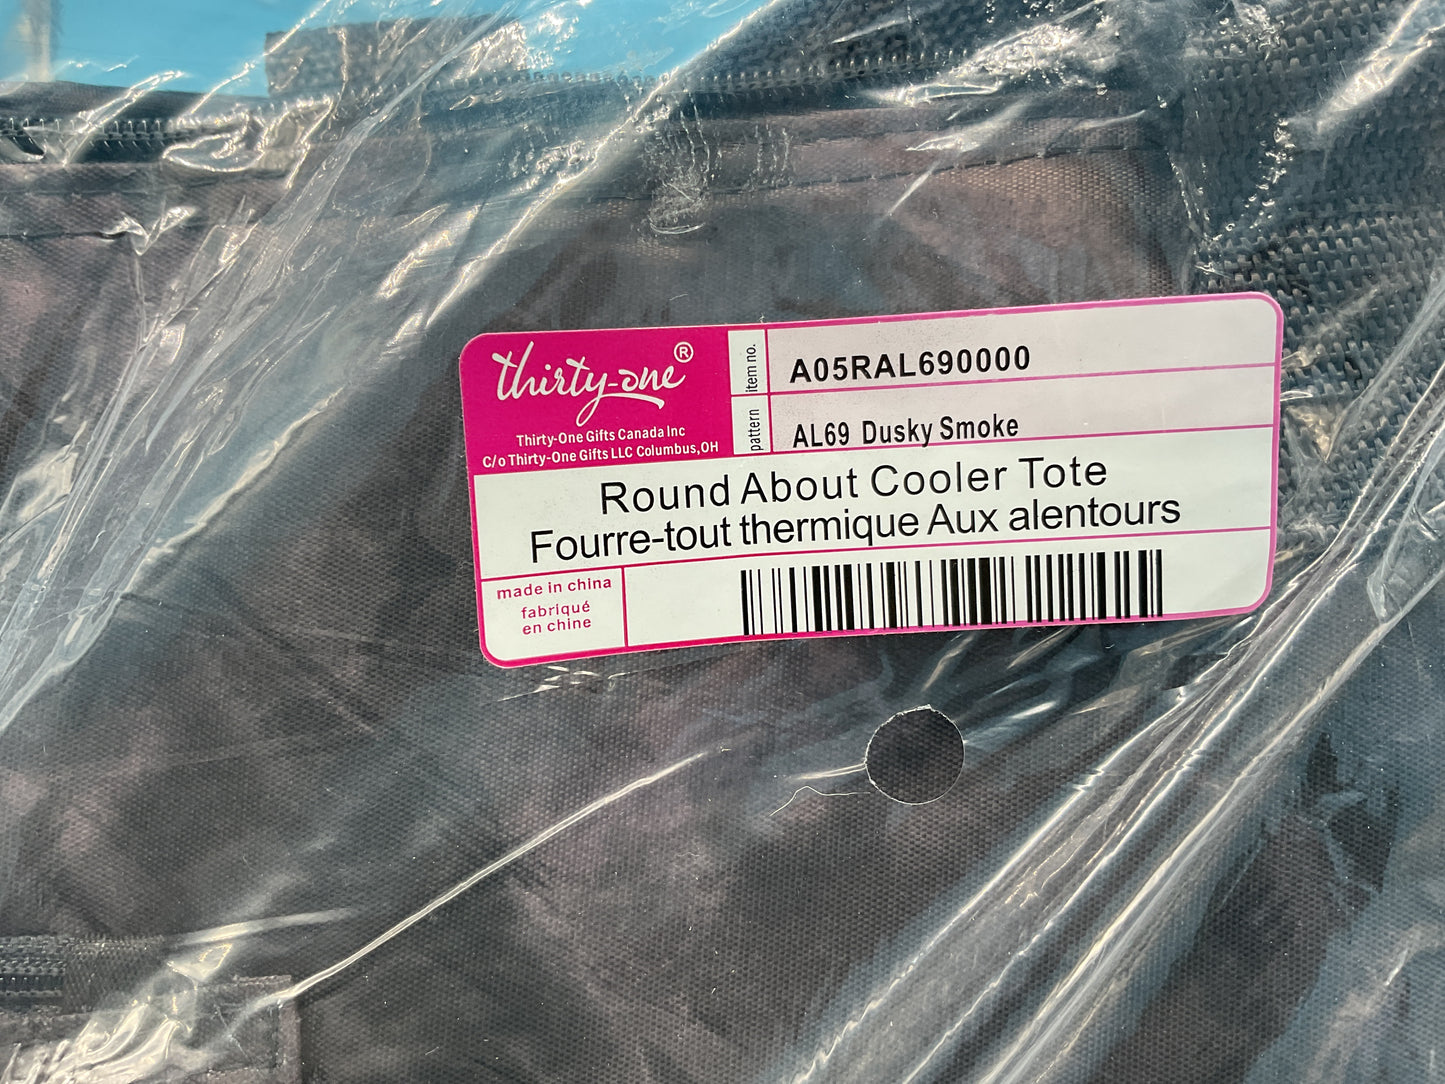 thirty-one®
Thirty-One Gifts Canada Inc
C/o Thirty-One Gifts LLC Columbus,OH
item no.
A05RAL690000
pattern
AL69 Dusky Smoke
Round About Cooler Tote
Fourre-tout thermique Aux alentours
made in china
fabriqué
en chine